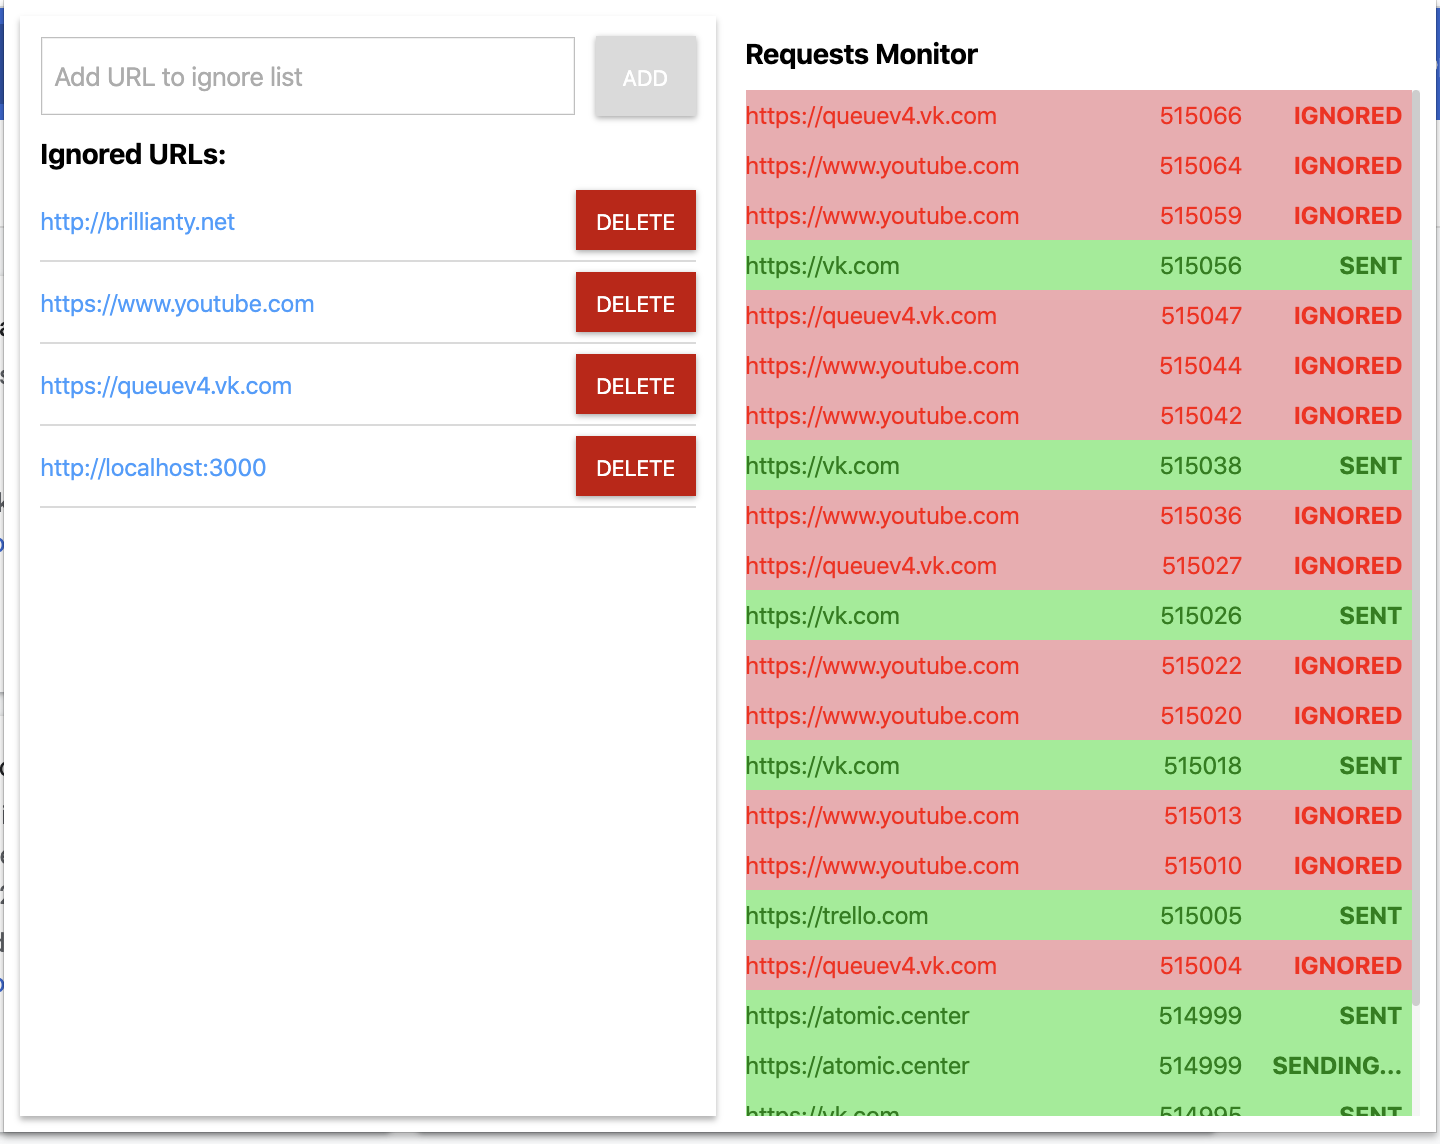 Add URL to ignore list
ADD
Ignored URLs:
http://brillianty.net DELETE
https://www.youtube.com DELETE
https://queuev4.vk.com DELETE
http://localhost:3000 DELETE
Requests Monitor
https://queuev4.vk.com 515066 IGNORED
https://www.youtube.com 515064 IGNORED
https://www.youtube.com 515059 IGNORED
https://vk.com 515056 SENT
https://queuev4.vk.com 515047 IGNORED
https://www.youtube.com 515044 IGNORED
https://www.youtube.com 515042 IGNORED
https://vk.com 515038 SENT
https://www.youtube.com 515036 IGNORED
https://queuev4.vk.com 515027 IGNORED
https://vk.com 515026 SENT
https://www.youtube.com 515022 IGNORED
https://www.youtube.com 515020 IGNORED
https://vk.com 515018 SENT
https://www.youtube.com 515013 IGNORED
https://www.youtube.com 515010 IGNORED
https://trello.com 515005 SENT
https://queuev4.vk.com 515004 IGNORED
https://atomic.center 514999 SENT
https://atomic.center 514999 SENDING...
https://vk.com 514995 SENT